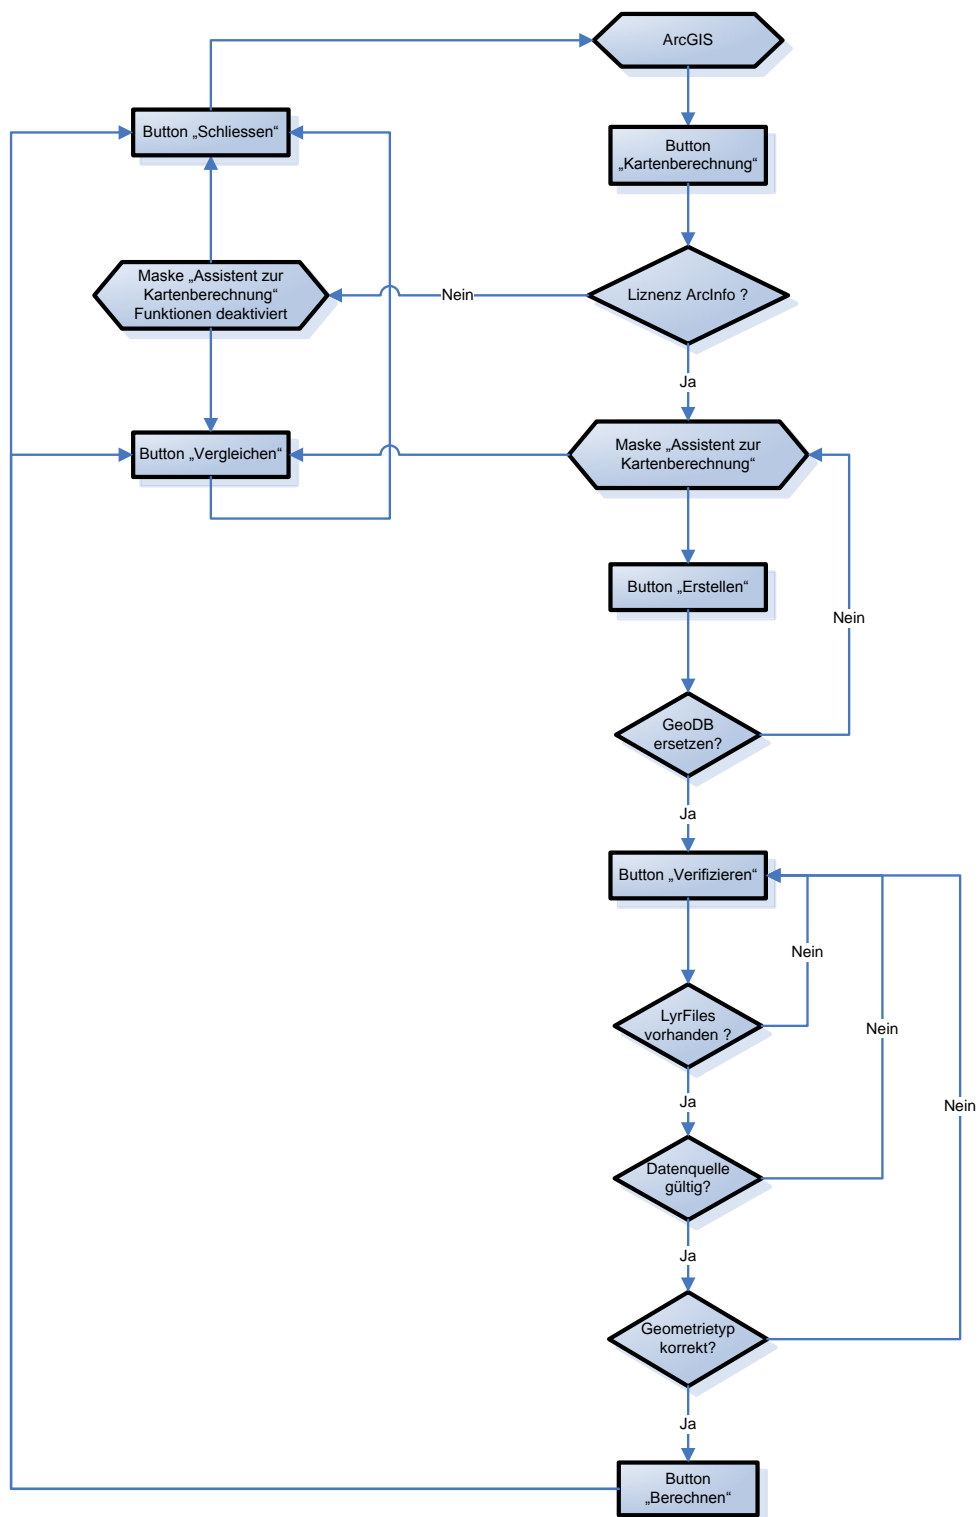 ArcGIS
Button „Schliessen“
Button
„Kartenberechnung“
Maske „Assistent zur
Kartenberechnung“
Funktionen deaktiviert
Nein
Liznenz ArcInfo ?
Ja
Button „Vergleichen“
Maske „Assistent zur
Kartenberechnung“
Button „Erstellen“
Nein
GeoDB
ersetzen?
Ja
Button „Verifizieren“
Nein
LyrFiles
vorhanden ?
Nein
Ja
Nein
Datenquelle
gültig?
Ja
Geometrietyp
korrekt?
Ja
Button
„Berechnen“